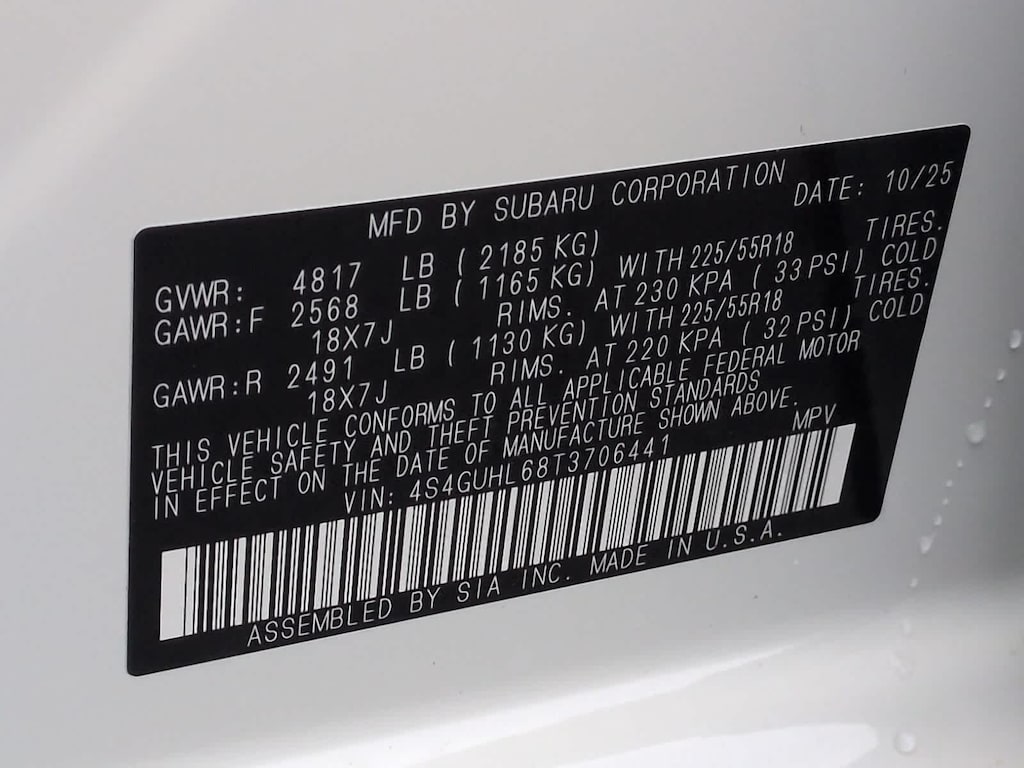 MFD BY SUBARU CORPORATION DATE: 10/25
GVWR: 4817 LB ( 2185 KG)
GAWR:F 2568 LB ( 1165 KG) WITH 225/55R18 TIRES.
18X7J RIMS. AT 230 KPA ( 33 PSI) COLD
GAWR:R 2491 LB ( 1130 KG) WITH 225/55R18 TIRES.
18X7J RIMS. AT 220 KPA ( 32 PSI) COLD
THIS VEHICLE CONFORMS TO ALL APPLICABLE FEDERAL MOTOR
VEHICLE SAFETY AND THEFT PREVENTION STANDARDS
IN EFFECT ON THE DATE OF MANUFACTURE SHOWN ABOVE.
VIN: 4S4GUHL68T3706441 MPV
ASSEMBLED BY SIA INC. MADE IN U.S.A.